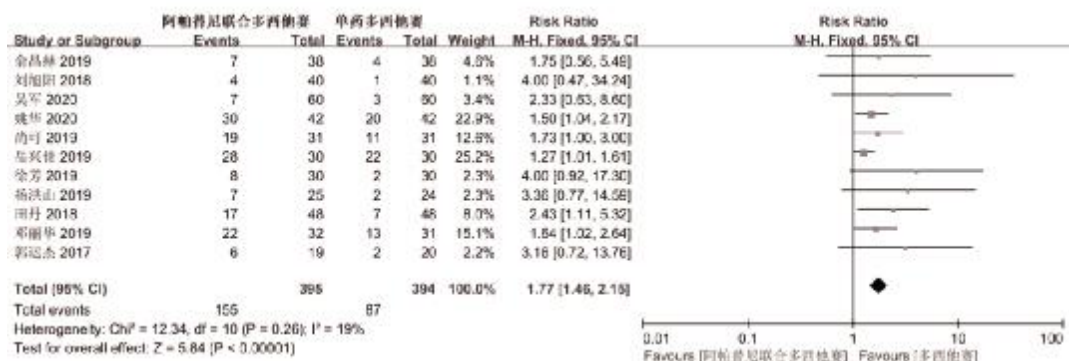 阿帕替尼联合多西他赛 单药多西他赛 Risk Ratio Risk Ratio
Study or Subgroup Events Total Events Total Weight M-H, Fixed, 95% CI M-H, Fixed, 95% CI
2019 7 38 4 38 4.6% 1.75 [0.56, 5.49]
刘旭阳 2018 4 40 1 40 1.1% 4.00 [0.47, 34.24]
吴军 2020 7 60 3 60 3.4% 2.33 [0.63, 8.60]
姚华 2020 30 42 20 42 22.9% 1.50 [1.04, 2.17]
2019 19 31 11 31 12.6% 1.73 [1.00, 3.00]
2019 28 30 22 30 25.2% 1.27 [1.01, 1.61]
徐芳 2019 8 30 2 30 2.3% 4.00 [0.92, 17.30]
杨洪山 2019 7 25 2 24 2.3% 3.36 [0.77, 14.59]
田丹 2018 17 48 7 48 8.0% 2.43 [1.11, 5.32]
邓丽华 2019 22 32 13 31 15.1% 1.64 [1.02, 2.64]
郭远杰 2017 6 19 2 20 2.2% 3.16 [0.72, 13.76]
Total (95% CI) 395 394 100.0% 1.77 [1.46, 2.15]
Total events 155 87
Heterogeneity: Chi² = 12.34, df = 10 (P = 0.26); I² = 19%
Test for overall effect: Z = 5.84 (P < 0.00001)
0.01 0.1 1 10 100
Favours [阿帕替尼联合多西他赛] Favours [多西他赛]